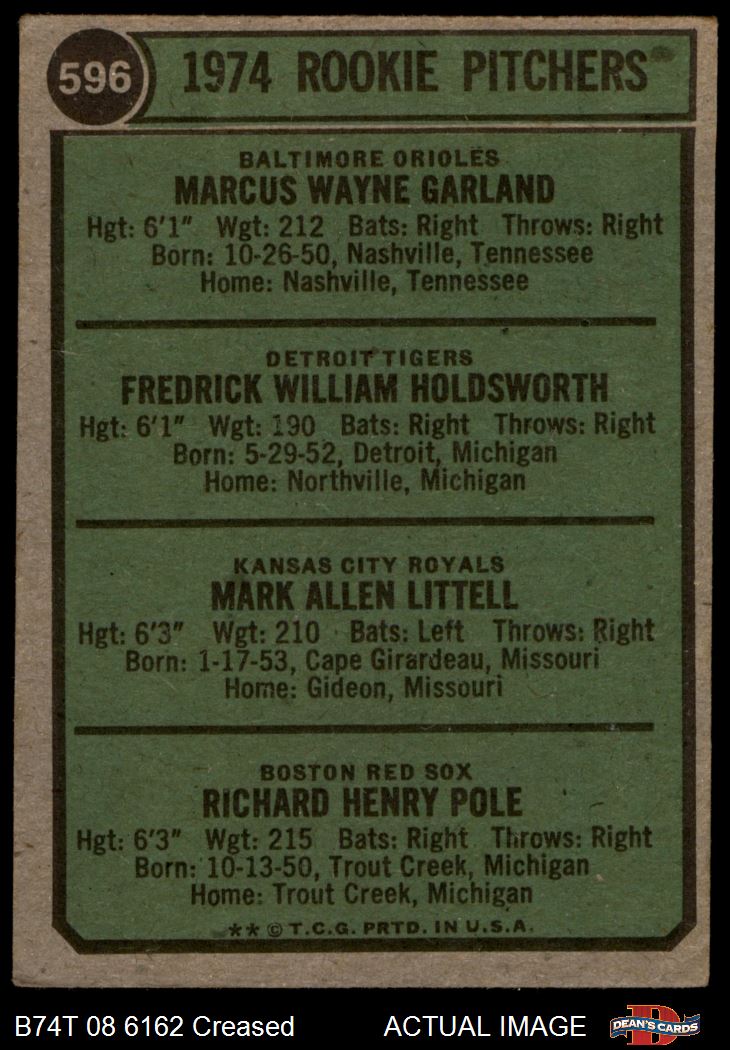 596
1974 ROOKIE PITCHERS
BALTIMORE ORIOLES
MARCUS WAYNE GARLAND
Hgt: 6'1" Wgt: 212 Bats: Right Throws: Right
Born: 10-26-50, Nashville, Tennessee
Home: Nashville, Tennessee
DETROIT TIGERS
FREDRICK WILLIAM HOLDSWORTH
Hgt: 6'1" Wgt: 190 Bats: Right Throws: Right
Born: 5-29-52, Detroit, Michigan
Home: Northville, Michigan
KANSAS CITY ROYALS
MARK ALLEN LITTELL
Hgt: 6'3" Wgt: 210 Bats: Left Throws: Right
Born: 1-17-53, Cape Girardeau, Missouri
Home: Gideon, Missouri
BOSTON RED SOX
RICHARD HENRY POLE
Hgt: 6'3" Wgt: 215 Bats: Right Throws: Right
Born: 10-13-50, Trout Creek, Michigan
Home: Trout Creek, Michigan
** © T.C.G. PRTD. IN U.S.A.
B74T 08 6162 Creased ACTUAL IMAGE
D
DEAN'S CARDS